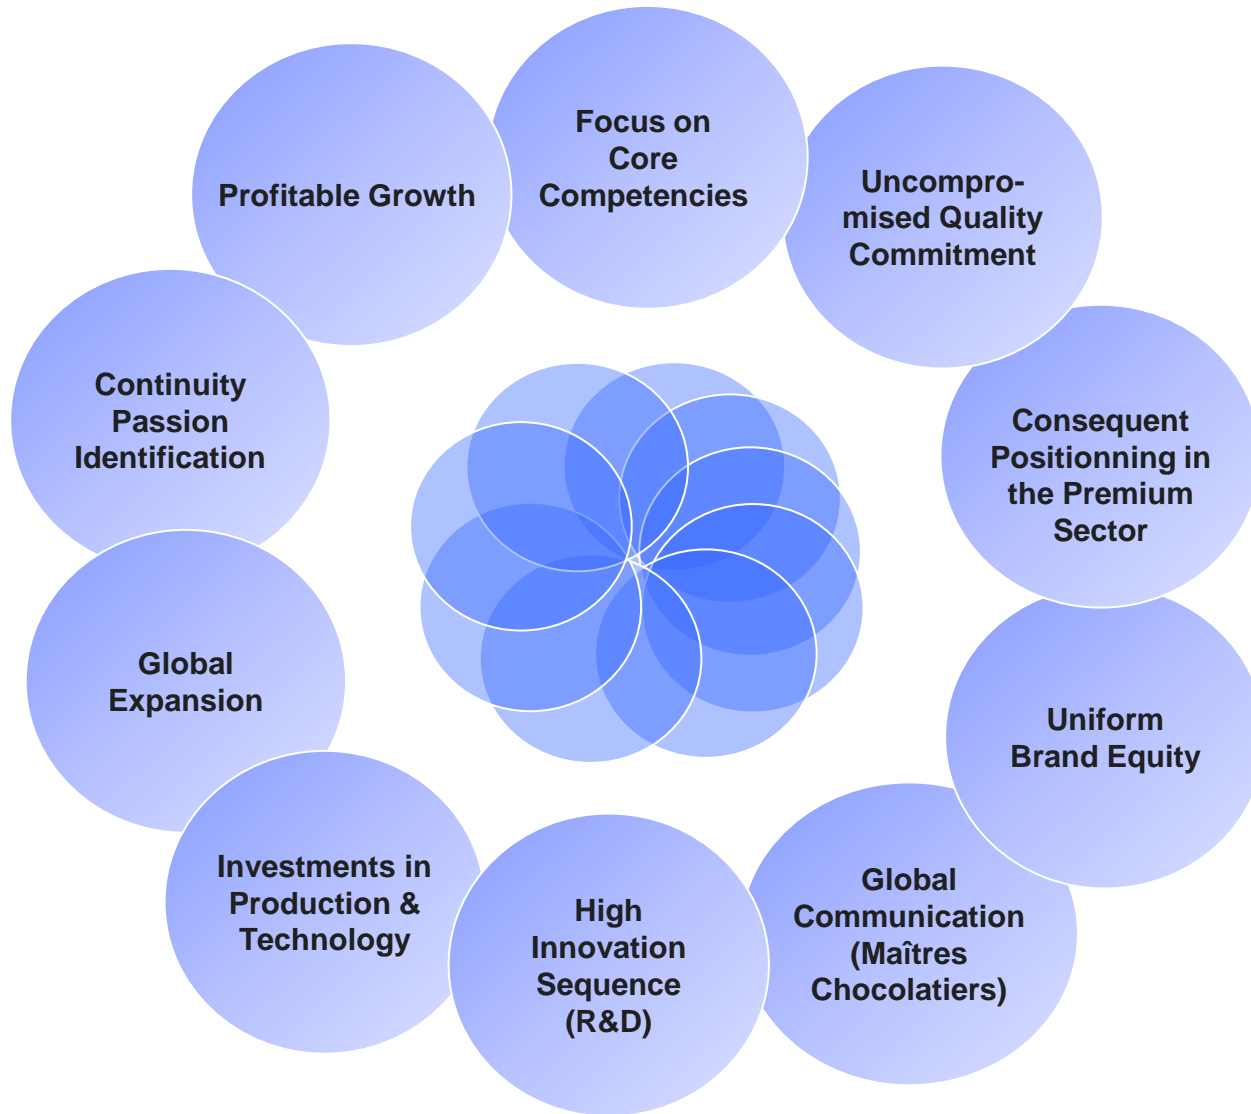 Focus on
Core
Competencies
Uncompro-
mised Quality
Commitment
Consequent
Positionning in
the Premium
Sector
Uniform
Brand Equity
Global
Communication
(Maîtres
Chocolatiers)
High
Innovation
Sequence
(R&D)
Investments in
Production &
Technology
Global
Expansion
Continuity
Passion
Identification
Profitable Growth